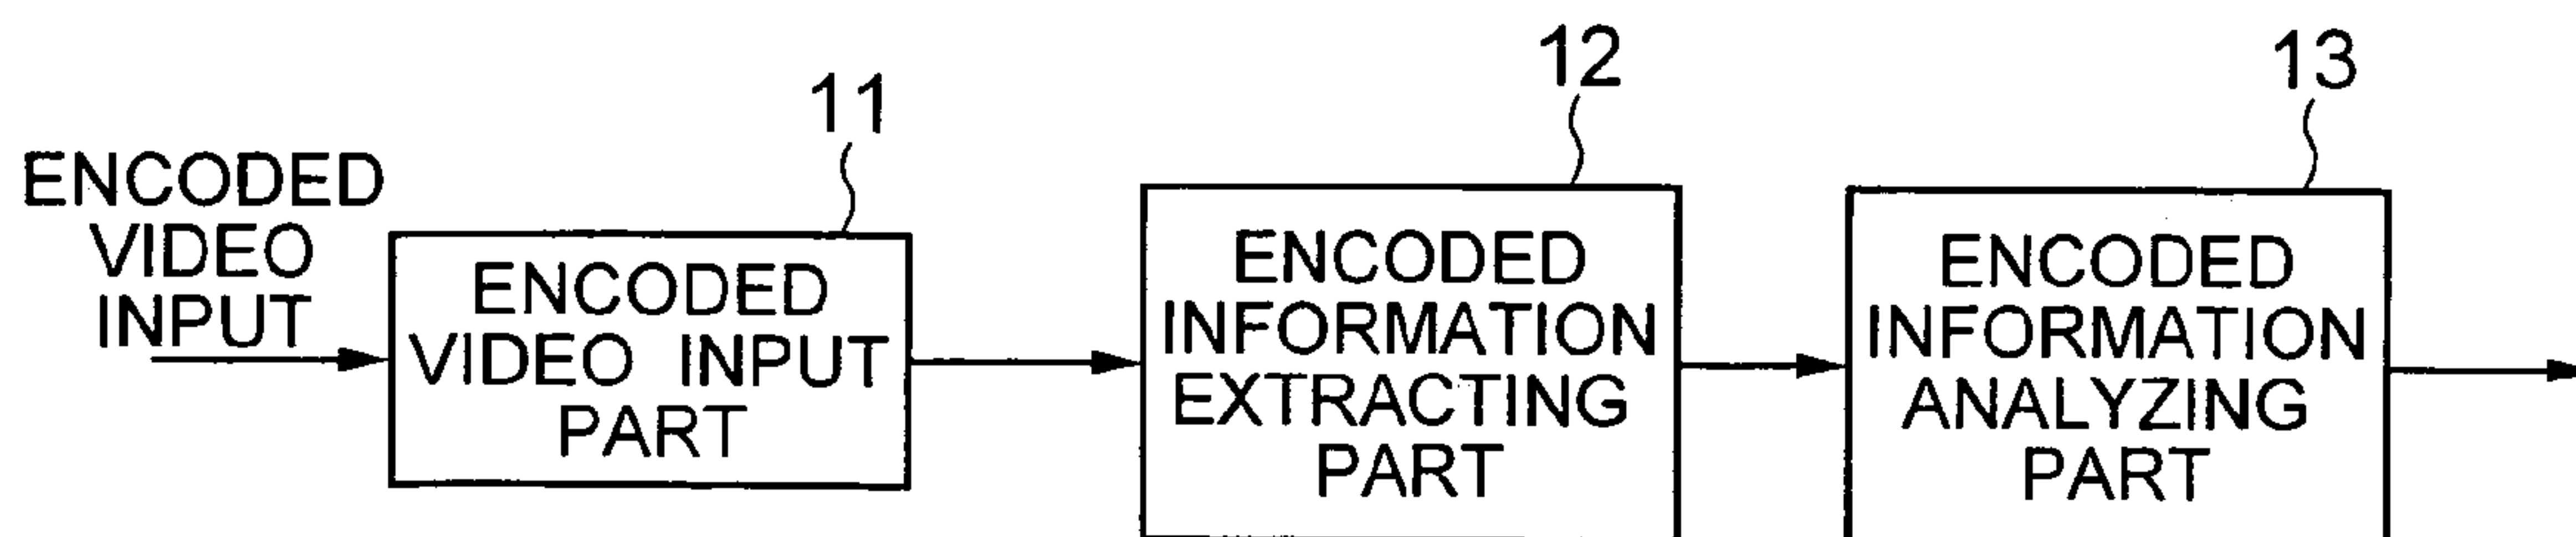 11
12
13
ENCODED
VIDEO
INPUT
ENCODED
VIDEO INPUT
PART
ENCODED
INFORMATION
EXTRACTING
PART
ENCODED
INFORMATION
ANALYZING
PART